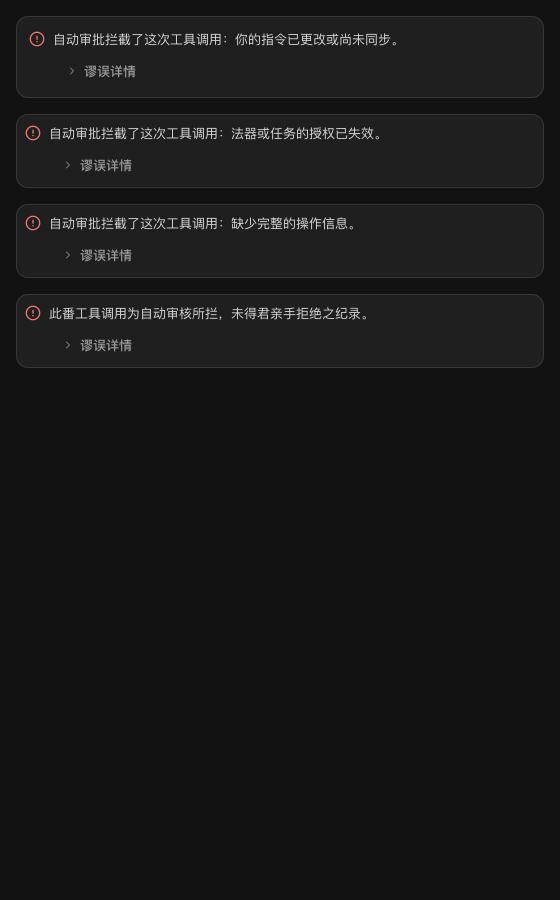 自动审批拦截了这次工具调用：你的指令已更改或尚未同步。
谬误详情
自动审批拦截了这次工具调用：法器或任务的授权已失效。
谬误详情
自动审批拦截了这次工具调用：缺少完整的操作信息。
谬误详情
此番工具调用为自动审核所拦，未得君亲手拒绝之纪录。
谬误详情